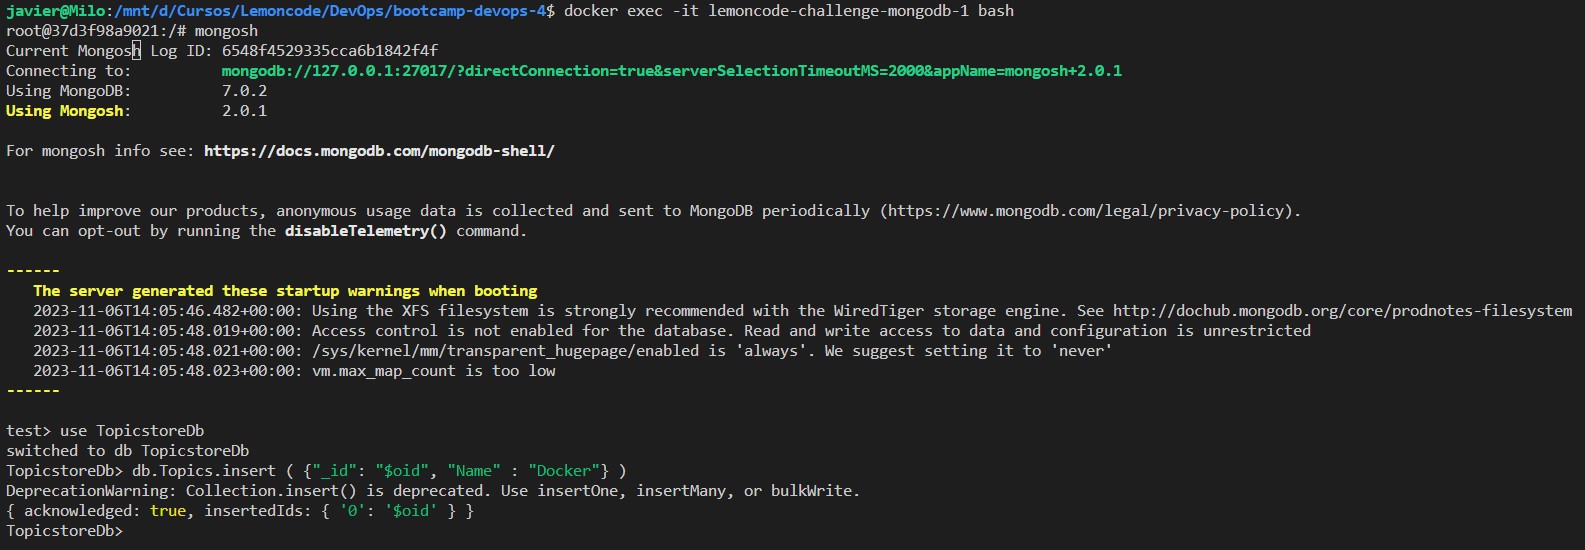 javier@Milo:/mnt/d/Cursos/Lemoncode/DevOps/bootcamp-devops-4$ docker exec -it lemoncode-challenge-mongodb-1 bash
root@37d3f98a9021:/# mongosh
Current Mongosh Log ID: 6548f4529335cca6b1842f4f
Connecting to: mongodb://127.0.0.1:27017/?directConnection=true&serverSelectionTimeoutMS=2000&appName=mongosh+2.0.1
Using MongoDB: 7.0.2
Using Mongosh: 2.0.1
For mongosh info see: https://docs.mongodb.com/mongodb-shell/
To help improve our products, anonymous usage data is collected and sent to MongoDB periodically (https://www.mongodb.com/legal/privacy-policy).
You can opt-out by running the disableTelemetry() command.
------
The server generated these startup warnings when booting
2023-11-06T14:05:46.482+00:00: Using the XFS filesystem is strongly recommended with the WiredTiger storage engine. See http://dochub.mongodb.org/core/prodnotes-filesystem
2023-11-06T14:05:48.019+00:00: Access control is not enabled for the database. Read and write access to data and configuration is unrestricted
2023-11-06T14:05:48.021+00:00: /sys/kernel/mm/transparent_hugepage/enabled is 'always'. We suggest setting it to 'never'
2023-11-06T14:05:48.023+00:00: vm.max_map_count is too low
------
test> use TopicstoreDb
switched to db TopicstoreDb
TopicstoreDb> db.Topics.insert ( {"_id": "$oid", "Name" : "Docker"} )
DeprecationWarning: Collection.insert() is deprecated. Use insertOne, insertMany, or bulkWrite.
{ acknowledged: true, insertedIds: { '0': '$oid' } }
TopicstoreDb>